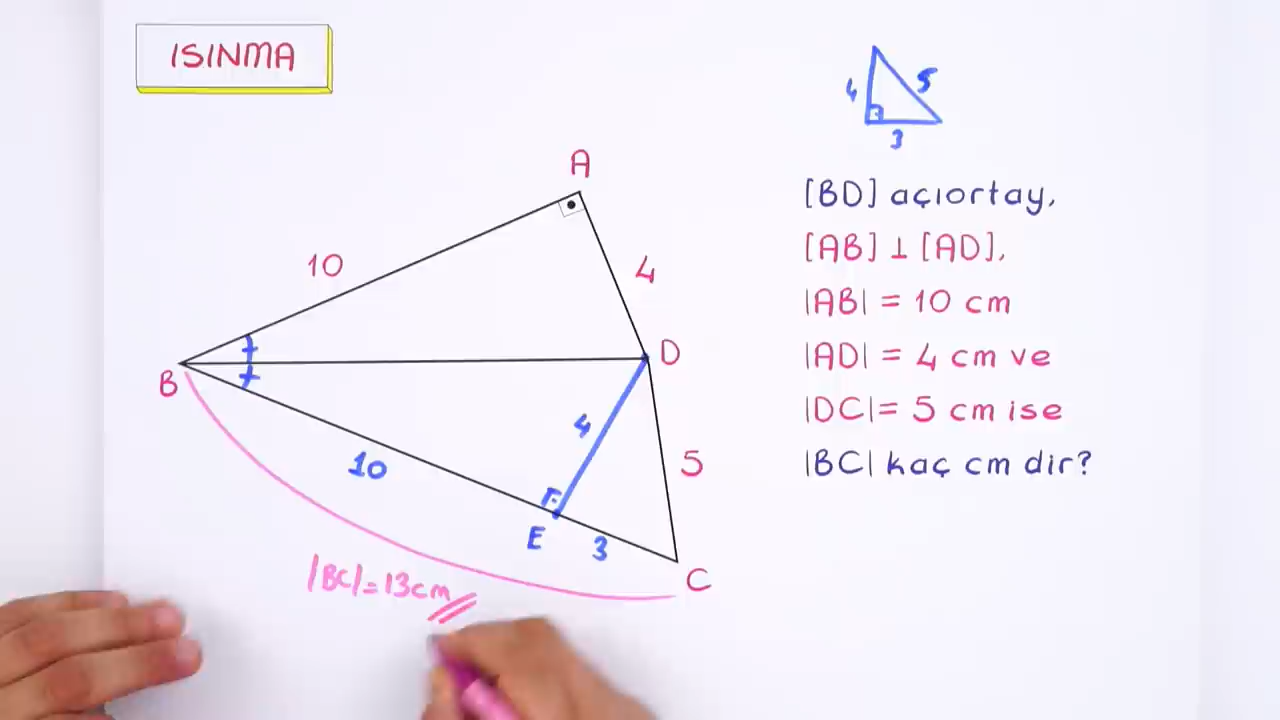 ISINMA
4
5
3
[BD] açıortay,
[AB] ⊥ [AD],
|AB| = 10 cm
|AD| = 4 cm ve
|DC| = 5 cm ise
|BC| kaç cm dir?
A
10
4
B
D
4
10
5
E
3
C
|BC| = 13cm